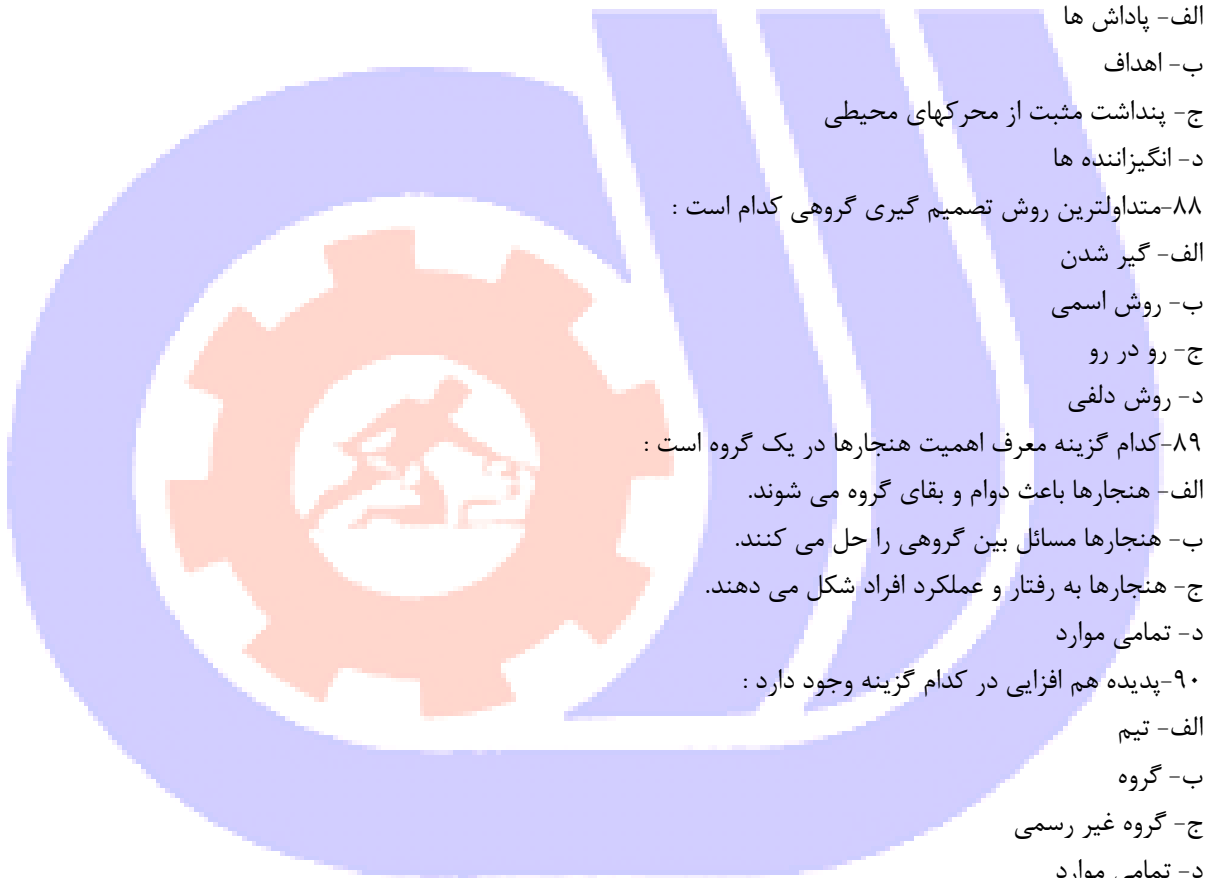 الف- پاداش ها
ب- اهداف
ج- پنداشت مثبت از محرکهای محیطی
د- انگیزاننده ها
۸۸-متداولترین روش تصمیم گیری گروهی کدام است :
الف- گیر شدن
ب- روش اسمی
ج- رو در رو
د- روش دلفی
۸۹-کدام گزینه معرف اهمیت هنجارها در یک گروه است :
الف- هنجارها باعث دوام و بقای گروه می شوند.
ب- هنجارها مسائل بین گروهی را حل می کنند.
ج- هنجارها به رفتار و عملکرد افراد شکل می دهند.
د- تمامی موارد
۹۰-پدیده هم افزایی در کدام گزینه وجود دارد :
الف- تیم
ب- گروه
ج- گروه غیر رسمی
د- تمامی موارد